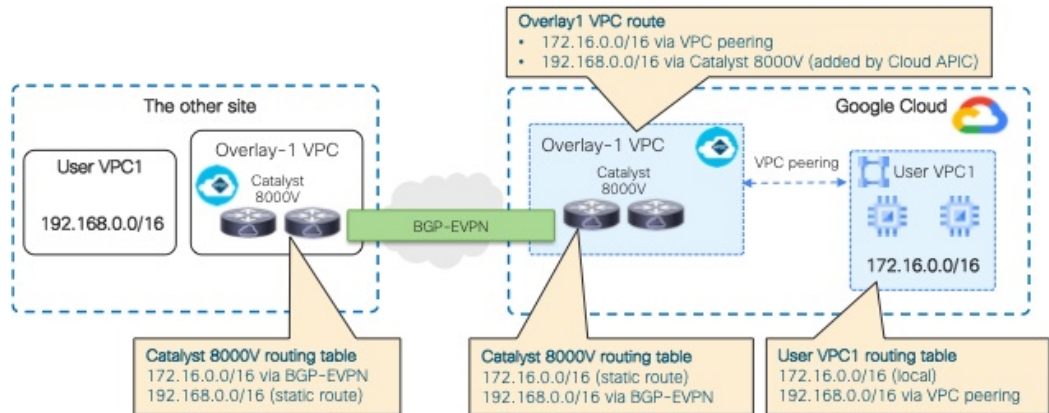 Overlay1 VPC route
• 172.16.0.0/16 via VPC peering
• 192.168.0.0/16 via Catalyst 8000V (added by Cloud APIC)
The other site
User VPC1
192.168.0.0/16
Overlay-1 VPC
Catalyst
8000V
BGP-EVPN
Google Cloud
Overlay-1 VPC
Catalyst
8000V
VPC peering
User VPC1
172.16.0.0/16
Catalyst 8000V routing table
172.16.0.0/16 via BGP-EVPN
192.168.0.0/16 (static route)
Catalyst 8000V routing table
172.16.0.0/16 (static route)
192.168.0.0/16 via BGP-EVPN
User VPC1 routing table
172.16.0.0/16 (local)
192.168.0.0/16 via VPC peering